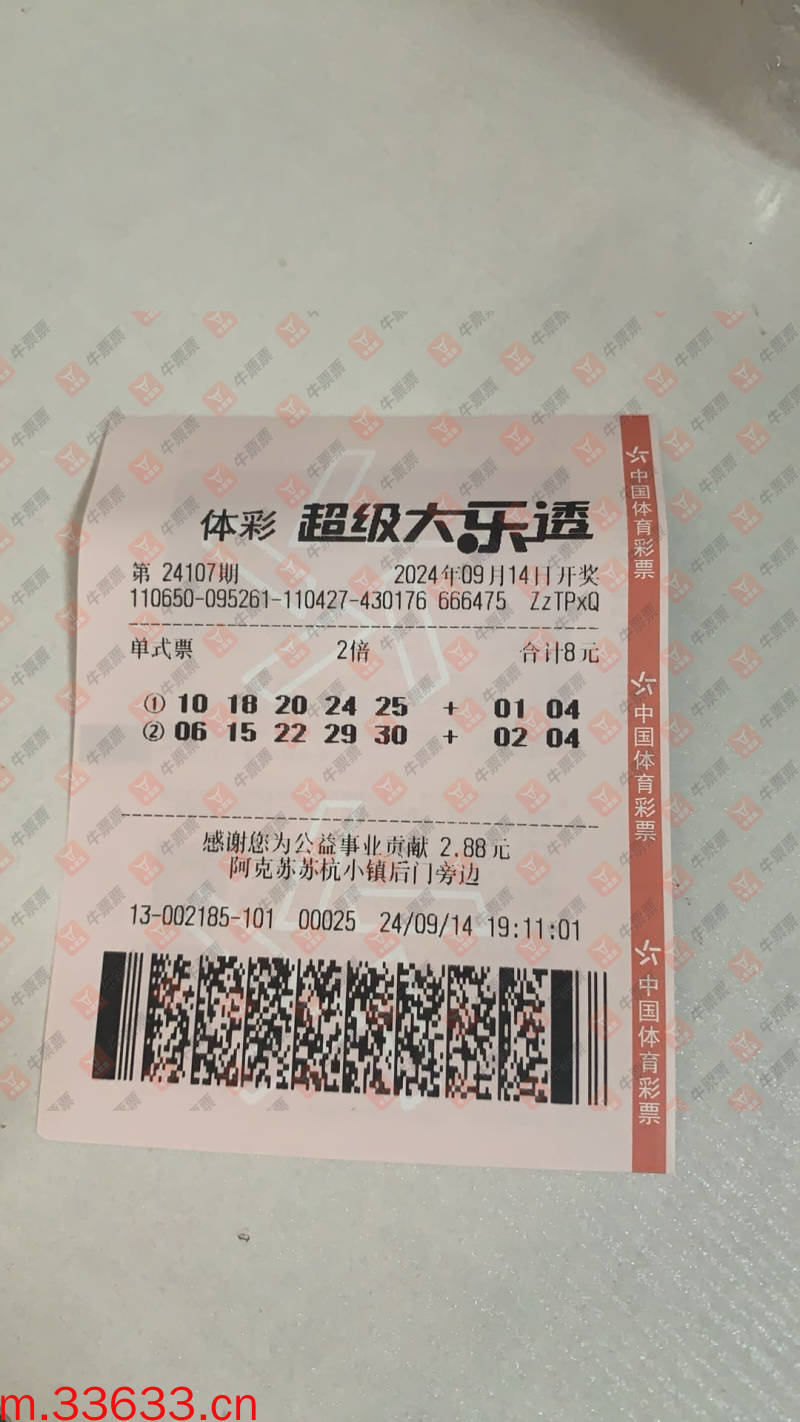 体彩 超级大乐透
第 24107期 2024年09月14日开奖
110650-095261-110427-430176 666475 ZzTPxQ
单式票 2倍 合计8元
① 10 18 20 24 25 + 01 04
② 06 15 22 29 30 + 02 04
感谢您为公益事业贡献 2.88元
阿克苏苏杭小镇后门旁边
13-002185-101 00025 24/09/14 19:11:01
中国体育彩票
中国体育彩票
中国体育彩票
牛票票
m.33633.cn